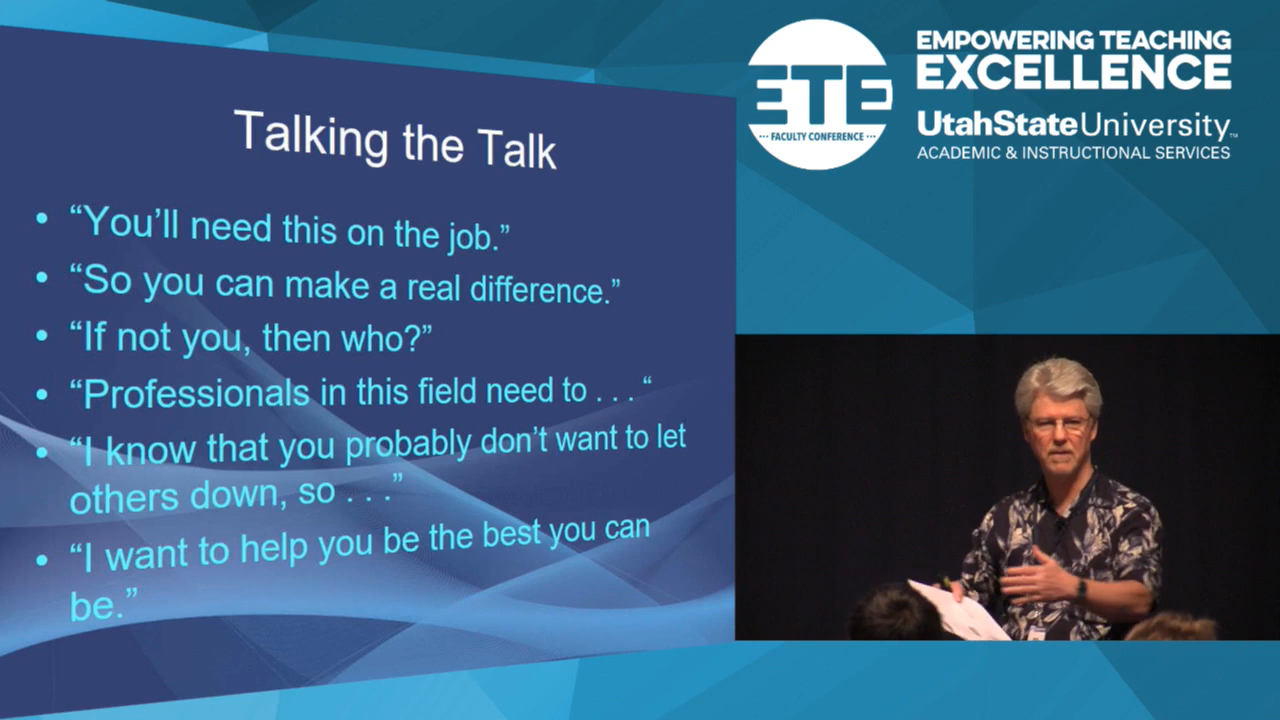 Talking the Talk
• “You’ll need this on the job.”
• “So you can make a real difference.”
• “If not you, then who?”
• “Professionals in this field need to . . .“
• “I know that you probably don’t want to let
others down, so . . .”
• “I want to help you be the best you can
be.”
ETE
••• FACULTY CONFERENCE •••
EMPOWERING TEACHING
EXCELLENCE
UtahStateUniversity™
ACADEMIC & INSTRUCTIONAL SERVICES